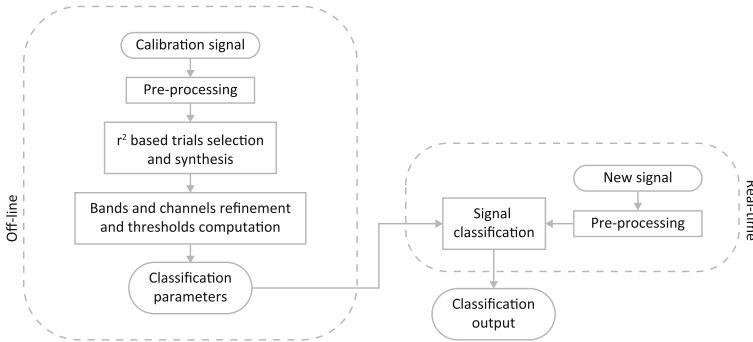 Calibration signal
Pre-processing
r² based trials selection
and synthesis
Bands and channels refinement
and thresholds computation
Classification
parameters
Off-line
New signal
Pre-processing
Signal
classification
Classification
output
Real-time